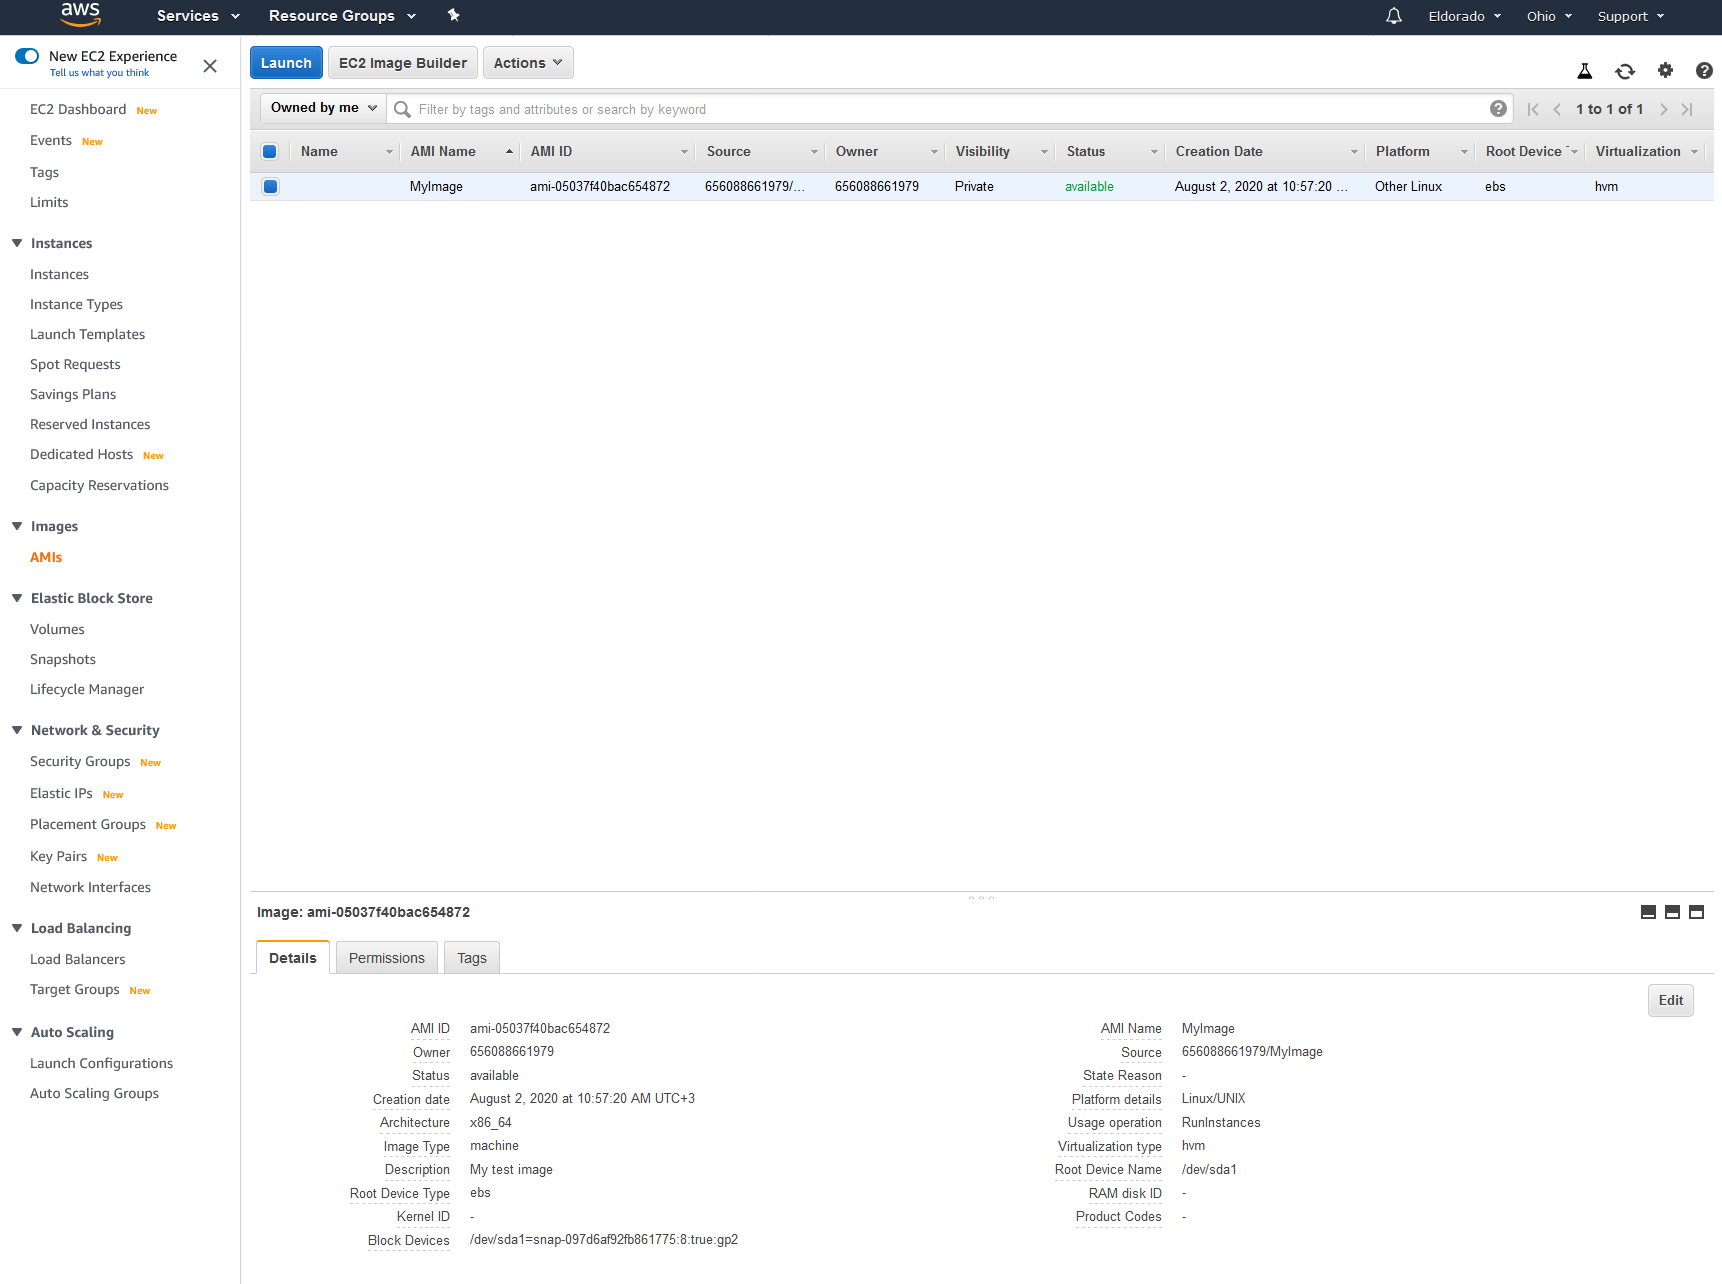 aws
Services
Resource Groups
Eldorado
Ohio
Support
New EC2 Experience
Tell us what you think
EC2 Dashboard New
Events New
Tags
Limits
Instances
Instances
Instance Types
Launch Templates
Spot Requests
Savings Plans
Reserved Instances
Dedicated Hosts New
Capacity Reservations
Images
AMIs
Elastic Block Store
Volumes
Snapshots
Lifecycle Manager
Network & Security
Security Groups New
Elastic IPs New
Placement Groups New
Key Pairs New
Network Interfaces
Load Balancing
Load Balancers
Target Groups New
Auto Scaling
Launch Configurations
Auto Scaling Groups
Launch EC2 Image Builder Actions
Owned by me Filter by tags and attributes or search by keyword 1 to 1 of 1
Name AMI Name AMI ID Source Owner Visibility Status Creation Date Platform Root Device Virtualization
MyImage ami-05037f40bac654872 656088661979/... 656088661979 Private available August 2, 2020 at 10:57:20 ... Other Linux ebs hvm
Image: ami-05037f40bac654872
Details Permissions Tags
Edit
AMI ID ami-05037f40bac654872
Owner 656088661979
Status available
Creation date August 2, 2020 at 10:57:20 AM UTC+3
Architecture x86_64
Image Type machine
Description My test image
Root Device Type ebs
Kernel ID -
Block Devices /dev/sda1=snap-097d6af92fb861775:8:true:gp2
AMI Name MyImage
Source 656088661979/MyImage
State Reason -
Platform details Linux/UNIX
Usage operation RunInstances
Virtualization type hvm
Root Device Name /dev/sda1
RAM disk ID -
Product Codes -